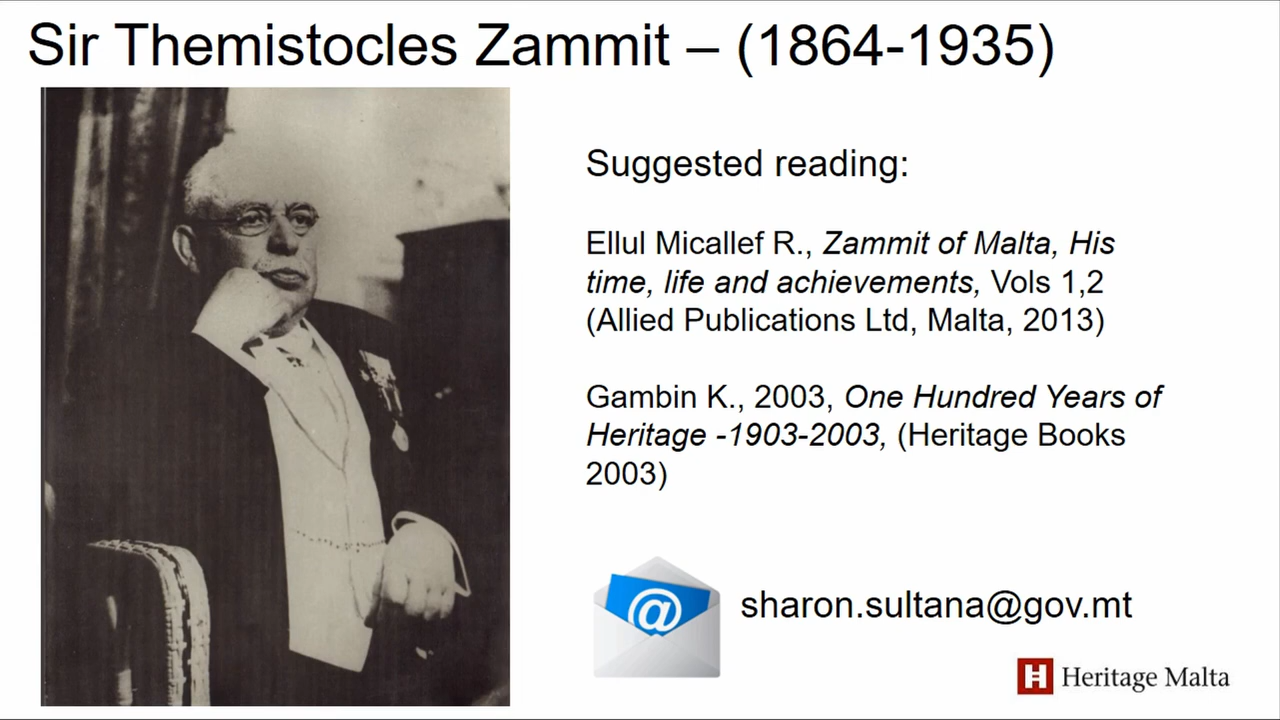 Sir Themistocles Zammit – (1864-1935)
Suggested reading:
Ellul Micallef R., Zammit of Malta, His
time, life and achievements, Vols 1,2
(Allied Publications Ltd, Malta, 2013)
Gambin K., 2003, One Hundred Years of
Heritage -1903-2003, (Heritage Books
2003)
@
sharon.sultana@gov.mt
H Heritage Malta